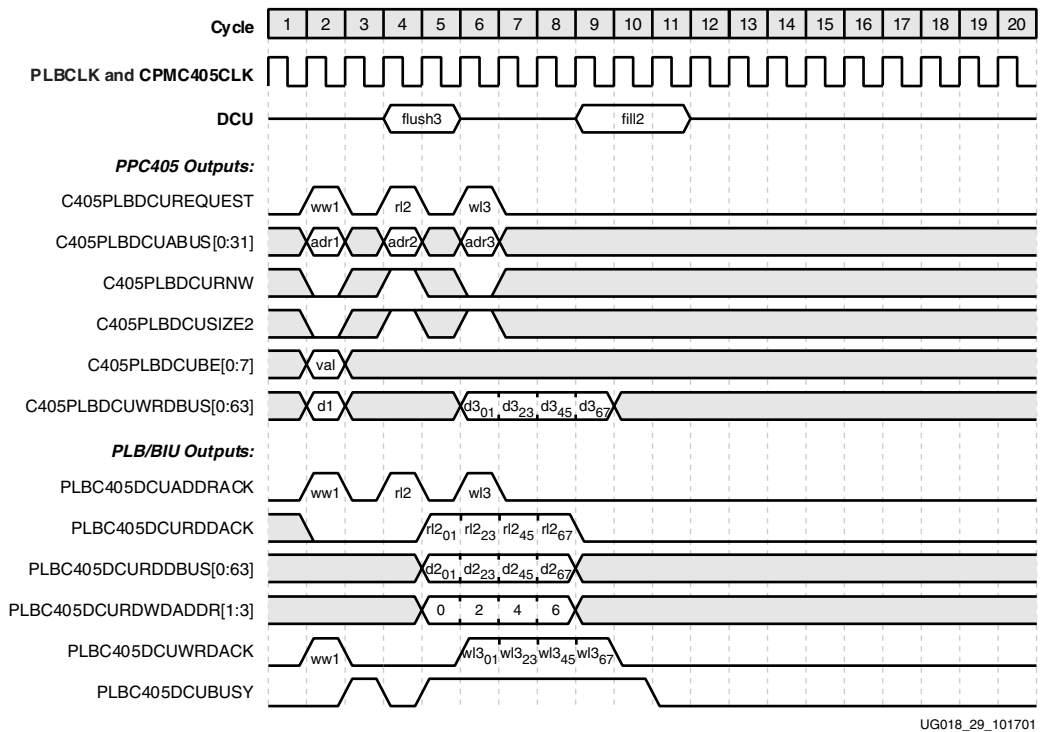 Cycle 1 2 3 4 5 6 7 8 9 10 11 12 13 14 15 16 17 18 19 20
PLBCLK and CPMC405CLK
DCU flush3 fill2
PPC405 Outputs:
C405PLBDCUREQUEST ww1 rl2 wl3
C405PLBDCUABUS[0:31] adr1 adr2 adr3
C405PLBDCURNW
C405PLBDCUSIZE2
C405PLBDCUBE[0:7] val
C405PLBDCUWRDBUS[0:63] d1 d301 d323 d345 d367
PLB/BIU Outputs:
PLBC405DCUADDRACK ww1 rl2 wl3
PLBC405DCURDDACK rl201 rl223 rl245 rl267
PLBC405DCURDDBUS[0:63] d201 d223 d245 d267
PLBC405DCURDWDADDR[1:3] 0 2 4 6
PLBC405DCUWRDACK ww1 wl301 wl323 wl345 wl367
PLBC405DCUBUSY
UG018_29_101701